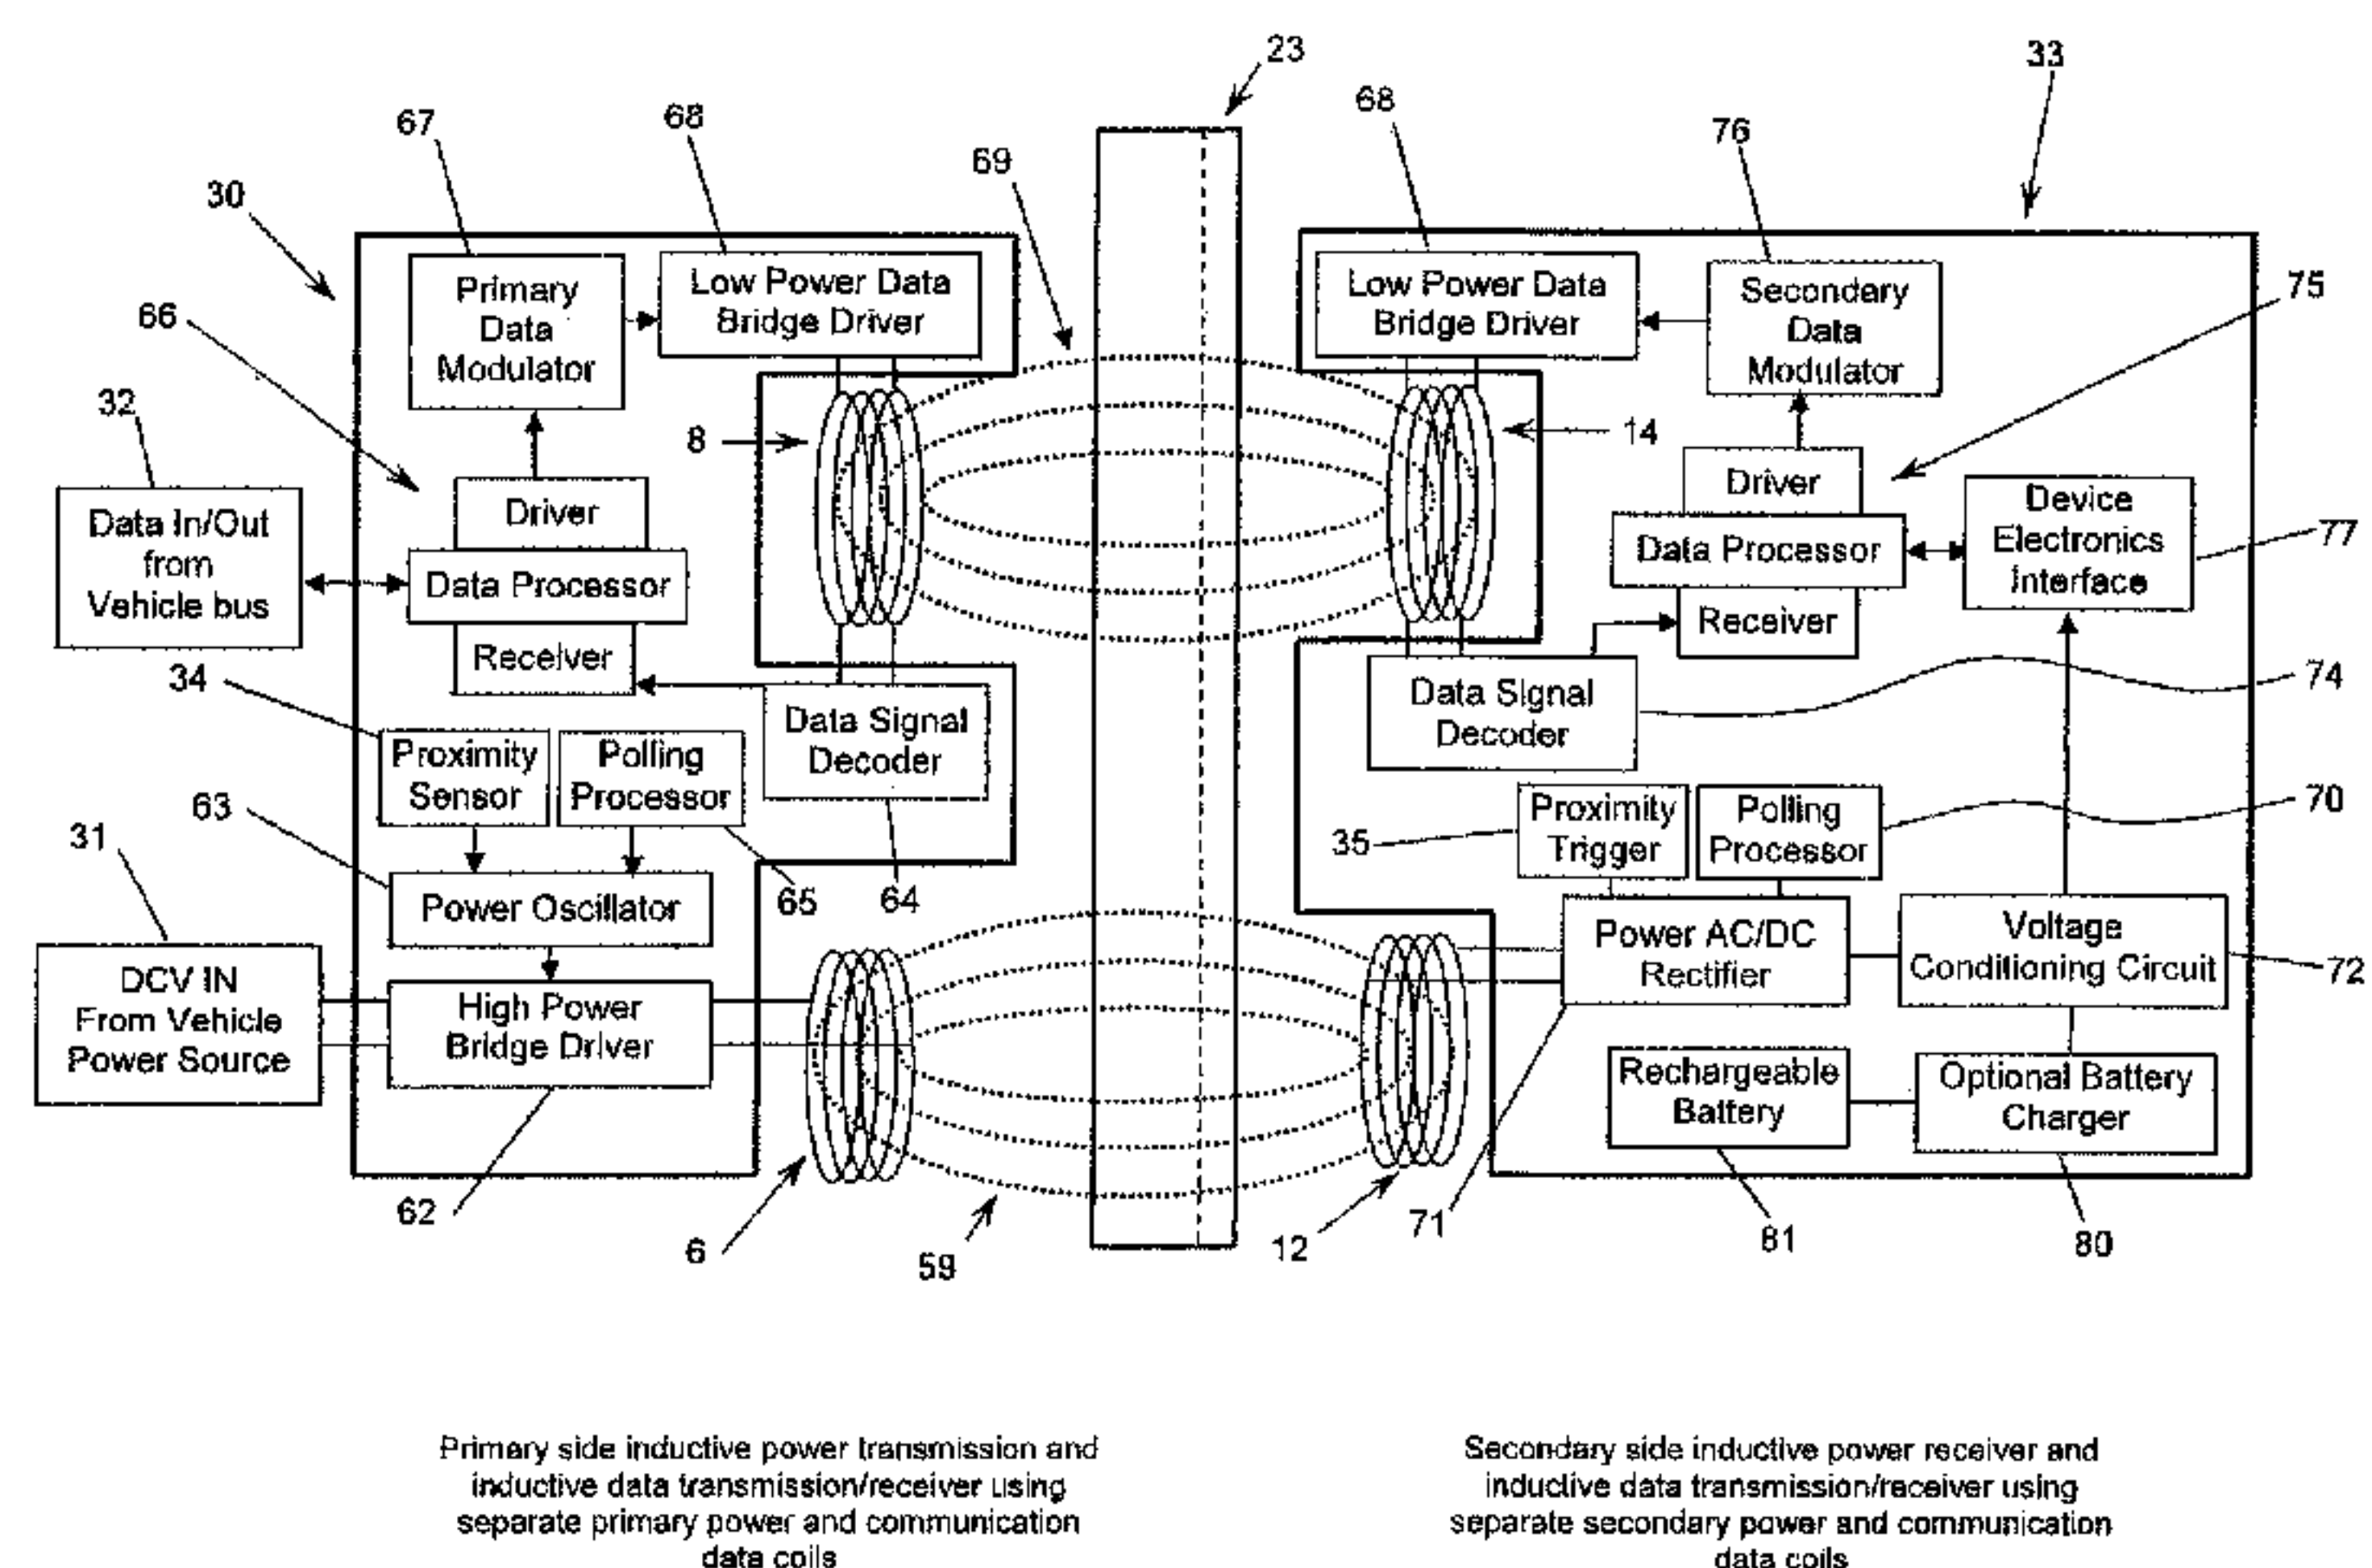 23
33
67
68
68
76
69
30
Primary
Data
Modulator
Low Power Data
Bridge Driver
Low Power Data
Bridge Driver
Secondary
Data
Modulator
75
66
32
8
14
Data In/Out
from
Vehicle bus
Driver
Data Processor
Receiver
Driver
Data Processor
Receiver
Device
Electronics
Interface
77
34
Data Signal
Decoder
Data Signal
Decoder
74
Proximity
Sensor
Polling
Processor
Proximity
Trigger
Polling
Processor
70
63
35
31
65
64
Power Oscillator
Power AC/DC
Rectifier
Voltage
Conditioning Circuit
72
DCV IN
From Vehicle
Power Source
High Power
Bridge Driver
Rechargeable
Battery
Optional Battery
Charger
62
6
59
12
71
81
80
Primary side inductive power transmission and
inductive data transmission/receiver using
separate primary power and communication
data coils
Secondary side inductive power receiver and
inductive data transmission/receiver using
separate secondary power and communication
data coils